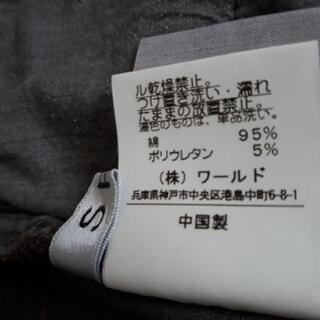 ル乾燥禁止。
つけ置き洗い・濡れ
たままの放置禁止。
濃色のものは、単品洗い。
綿 95%
ポリウレタン 5%
(株) ワールド
兵庫県神戸市中央区港島中町6-8-1
中国製
S